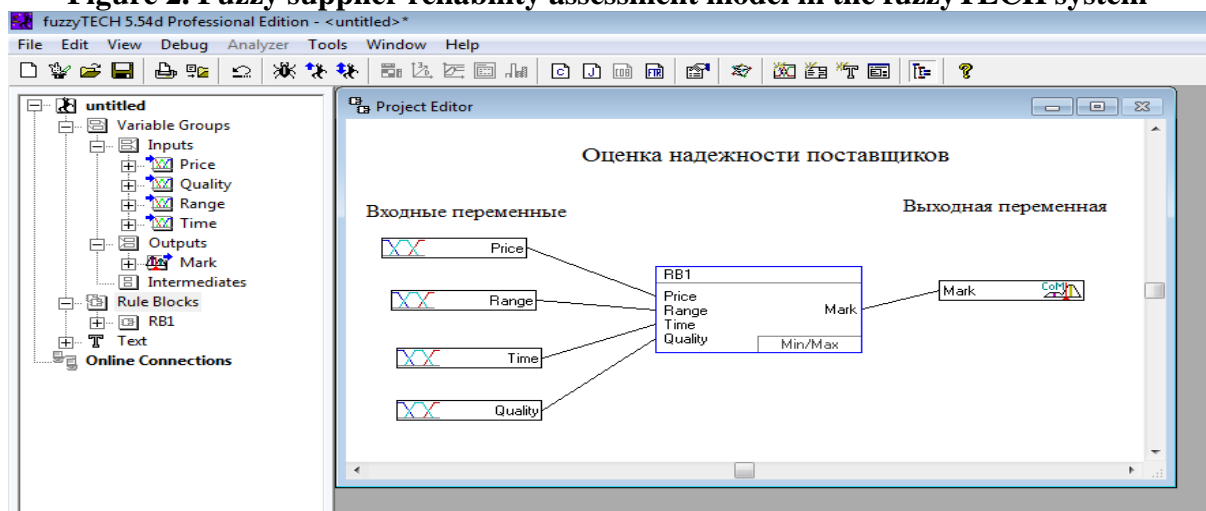 Figure 2. Fuzzy supplier reliability assessment model in the fuzzyTECH system
fuzzyTECH 5.54d Professional Edition - <untitled>*
File Edit View Debug Analyzer Tools Window Help
untitled
Variable Groups
Inputs
Price
Quality
Range
Time
Outputs
Mark
Intermediates
Rule Blocks
RB1
Text
Online Connections
Project Editor
Оценка надежности поставщиков
Входные переменные
Выходная переменная
Price
Range
Time
Quality
RB1
Price
Range
Time
Quality
Mark
Min/Max
Mark
CoM